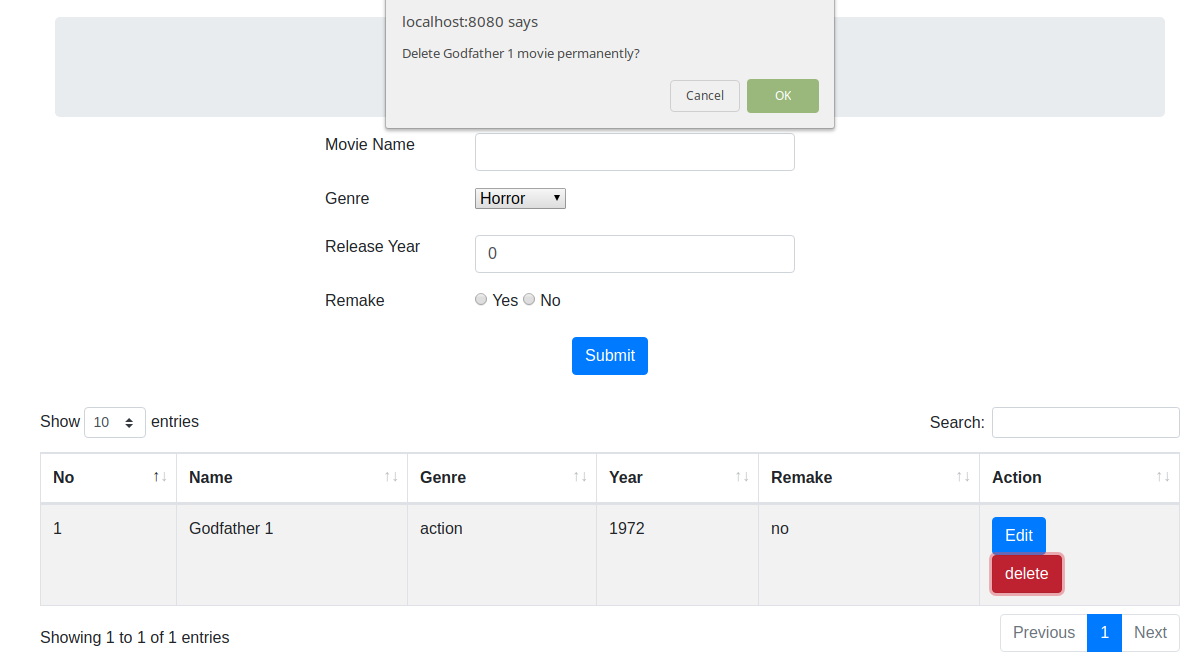 localhost:8080 says
Delete Godfather 1 movie permanently?
Cancel OK
Movie Name
Genre Horror
Release Year 0
Remake Yes No
Submit
Show 10 entries Search:
No Name Genre Year Remake Action
1 Godfather 1 action 1972 no Edit
delete
Showing 1 to 1 of 1 entries Previous 1 Next